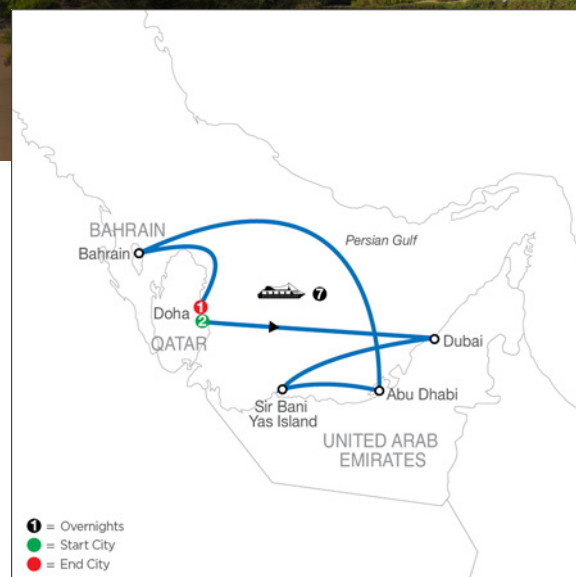 BAHRAIN
Bahrain
Persian Gulf
7
Doha
1
2
QATAR
Dubai
Sir Bani
Yas Island
Abu Dhabi
UNITED ARAB
EMIRATES
1 = Overnights
= Start City
= End City